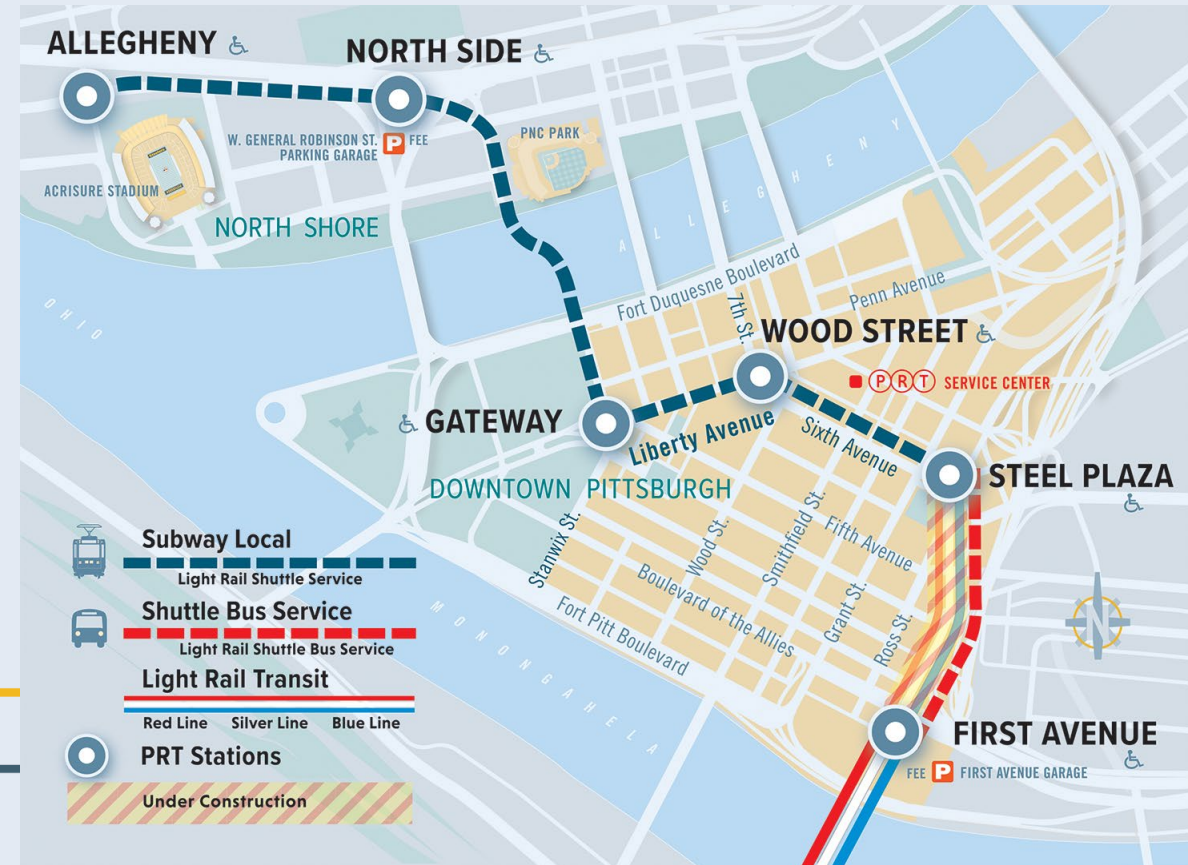 ALLEGHENY
NORTH SIDE
W. GENERAL ROBINSON ST.
PARKING GARAGE
P FEE
PNC PARK
ACRISURE STADIUM
NORTH SHORE
ALLEGHENY
OHIO
Fort Duquesne Boulevard
7th St.
Penn Avenue
WOOD STREET
PRT SERVICE CENTER
GATEWAY
Liberty Avenue
Sixth Avenue
DOWNTOWN PITTSBURGH
STEEL PLAZA
Stanwix St.
Wood St.
Smithfield St.
Fifth Avenue
Boulevard of the Allies
Grant St.
Ross St.
Fort Pitt Boulevard
MONONGAHELA
N
FIRST AVENUE
FEE P FIRST AVENUE GARAGE
Subway Local
Light Rail Shuttle Service
Shuttle Bus Service
Light Rail Shuttle Bus Service
Light Rail Transit
Red Line Silver Line Blue Line
PRT Stations
Under Construction